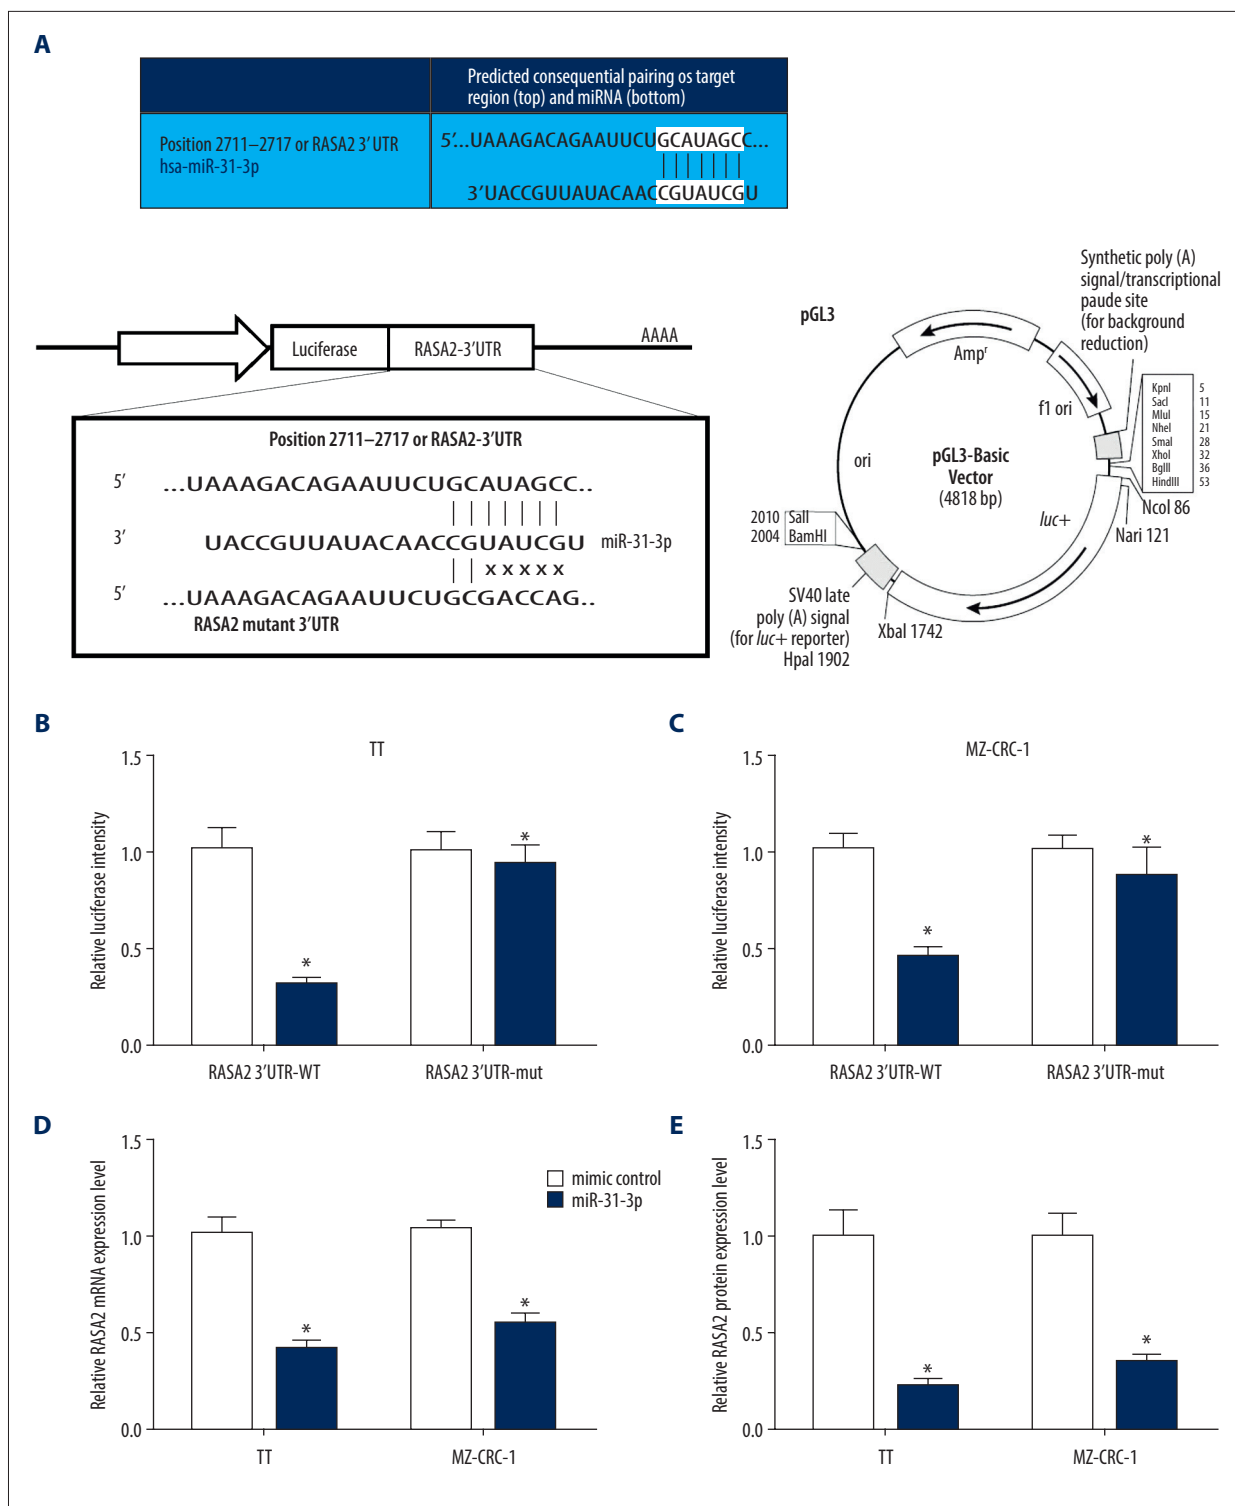 A
Predicted consequential pairing os target
region (top) and miRNA (bottom)
Position 2711–2717 or RASA2 3′UTR
hsa-miR-31-3p
5′...UAAAGACAGAAUUCUGCAUAGCC...
3′UACCGUUAUACAACCGUAUCGU
Luciferase
RASA2-3′UTR
AAAA
Position 2711–2717 or RASA2-3′UTR
5′ ...UAAAGACAGAAUUCUGCAUAGCC..
3′ UACCGUUAUACAACCGUAUCGU miR-31-3p
x x x x x
5′ ...UAAAGACAGAAUUCUGCGACCAG..
RASA2 mutant 3′UTR
pGL3
Synthetic poly (A)
signal/transcriptional
paude site
(for background
reduction)
Ampr
f1 ori
ori
pGL3-Basic
Vector
(4818 bp)
luc+
KpnI 5
SacI 11
MluI 15
NheI 21
SmaI 28
XhoI 32
BglII 36
HindIII 53
NcoI 86
Nari 121
2010 SalI
2004 BamHI
SV40 late
poly (A) signal
(for luc+ reporter)
HpaI 1902
XbaI 1742
B
TT
Relative luciferase intensity
1.5
1.0
0.5
0.0
*
*
RASA2 3′UTR-WT
RASA2 3′UTR-mut
C
MZ-CRC-1
Relative luciferase intensity
1.5
1.0
0.5
0.0
*
*
RASA2 3′UTR-WT
RASA2 3′UTR-mut
D
Relative RASA2 mRNA expression level
1.5
1.0
0.5
0.0
*
*
TT
MZ-CRC-1
mimic control
miR-31-3p
E
Relative RASA2 protein expression level
1.5
1.0
0.5
0.0
*
*
TT
MZ-CRC-1